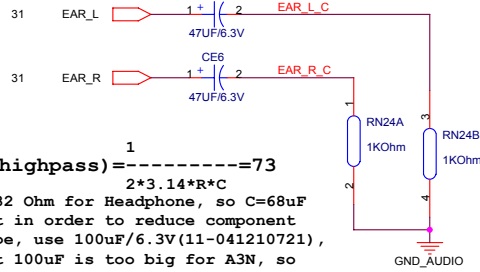 31 EAR_L 1 + 2 EAR_L_C
47UF/6.3V
CE6
31 EAR_R 1 + 2 EAR_R_C
47UF/6.3V
1 3
RN24A RN24B
1KOhm 1KOhm
2 4
GND_AUDIO
1
highpass)=---------=73
2*3.14*R*C
32 Ohm for Headphone, so C=68uF
t in order to reduce component
pe, use 100uF/6.3V(11-041210721),
t 100uF is too big for A3N, so